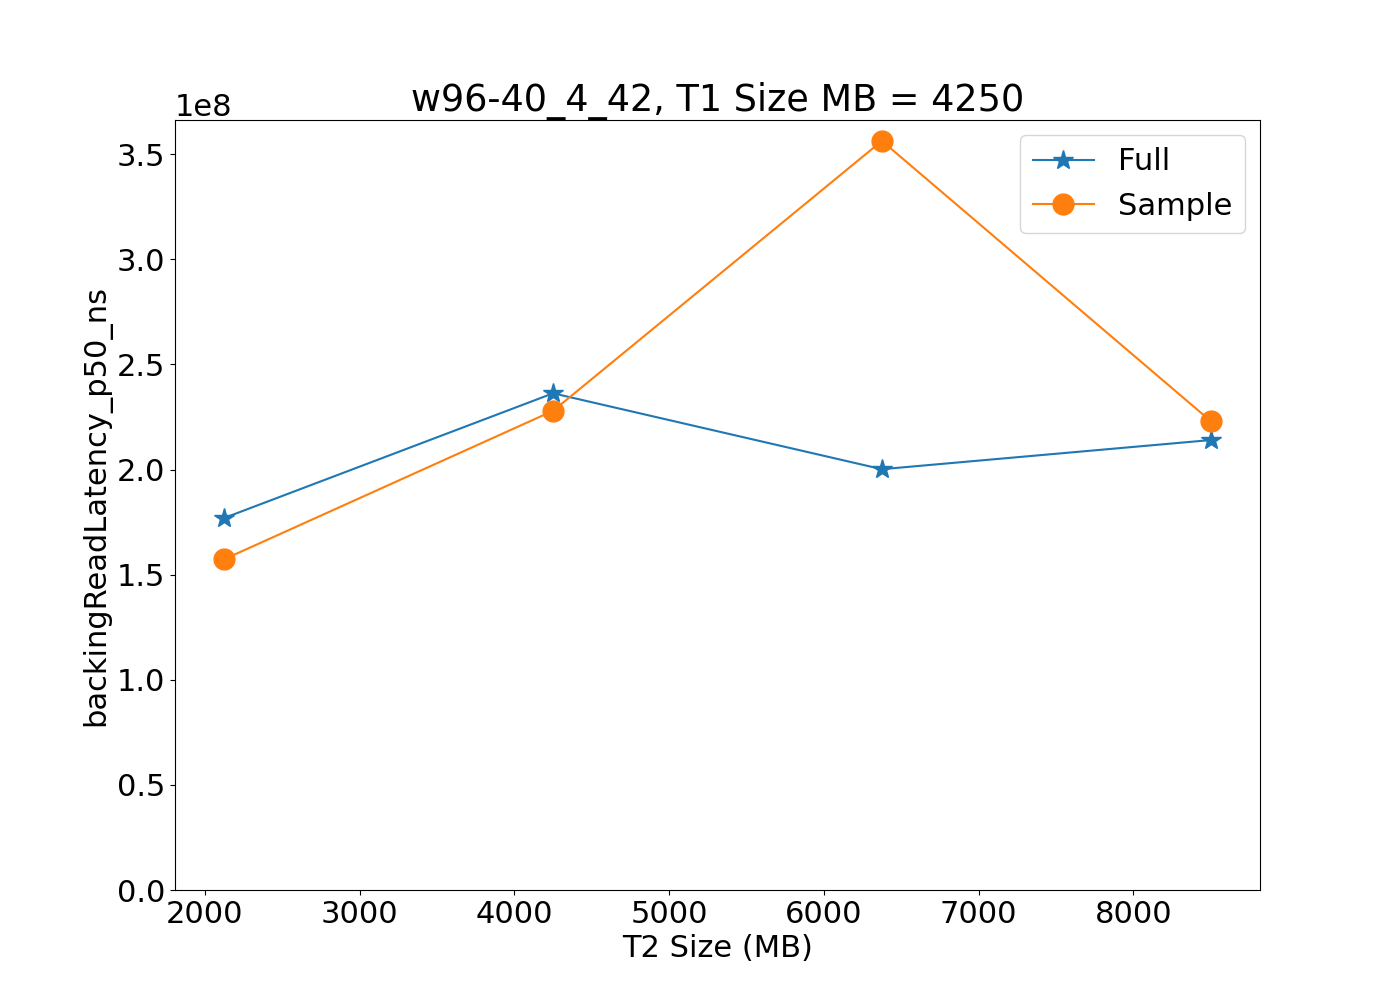 w96-40_4_42, T1 Size MB = 4250
1e8
Full
Sample
3.5
3.0
2.5
2.0
1.5
1.0
0.5
0.0
backingReadLatency_p50_ns
2000 3000 4000 5000 6000 7000 8000
T2 Size (MB)